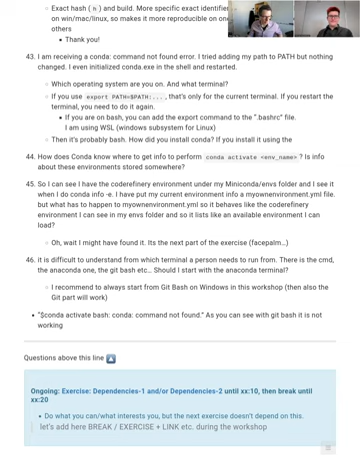 Exact hash ( h ) and build. More specific exact identifie
on win/mac/linux, so makes it more reproducible on on
others
Thank you!
43. I am receiving a conda: command not found error. I tried adding my path to PATH but nothing
changed. I even initialized conda.exe in the shell and restarted.
Which operating system are you on. And what terminal?
If you use export PATH=$PATH:... , that's only for the current terminal. If you restart the
terminal, you need to do it again.
If you are on bash, you can add the export command to the ".bashrc" file.
I am using WSL (windows subsystem for Linux)
Then it's probably bash. How did you install conda? If you install it using the
44. How does Conda know where to get info to perform conda activate <env_name> ? Is info
about these environments stored somewhere?
45. So I can see I have the coderefinery environment under my Miniconda/envs folder and I see it
when I do conda info -e. I have put my current environment info a myownenvironment.yml file.
but what has to happen to myownenvironment.yml so it behaves like the coderefinery
environment I can see in my envs folder and so it lists like an available environment I can
load?
Oh, wait I might have found it. Its the next part of the exercise (facepalm...)
46. it is difficult to understand from which terminal a person needs to run from. There is the cmd,
the anaconda one, the git bash etc... Should I start with the anaconda terminal?
I recommend to always start from Git Bash on Windows in this workshop (then also the
Git part will work)
"$conda activate bash: conda: command not found." As you can see with git bash it is not
working
Questions above this line
Ongoing: Exercise: Dependencies-1 and/or Dependencies-2 until xx:10, then break until
xx:20
Do what you can/what interests you, but the next exercise doesn't depend on this.
let's add here BREAK / EXERCISE + LINK etc. during the workshop